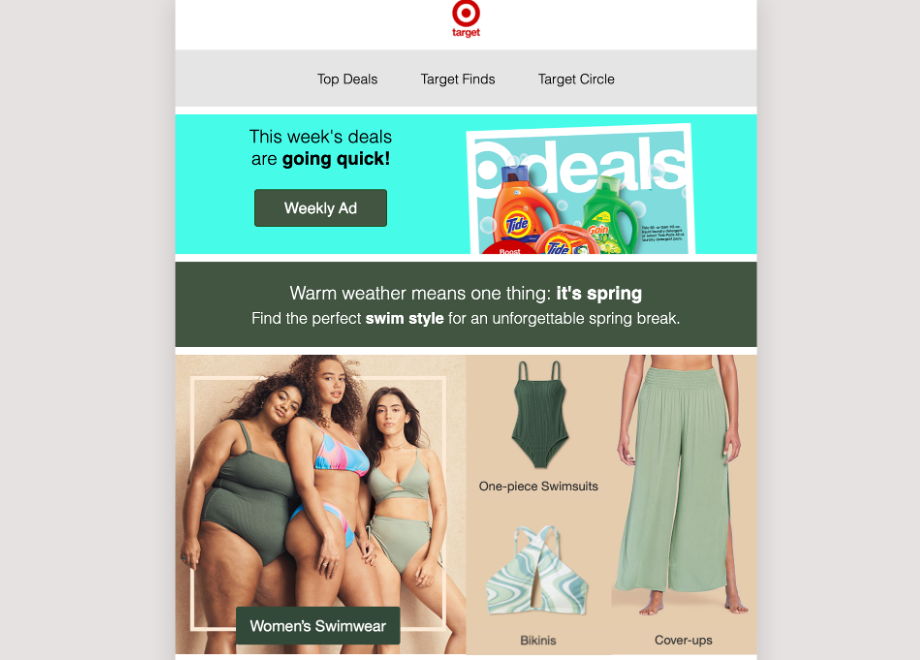 target
Top Deals Target Finds Target Circle
This week's deals
are going quick!
Weekly Ad
deals
Tide
Gain
Tide
Boost
Warm weather means one thing: it's spring
Find the perfect swim style for an unforgettable spring break.
One-piece Swimsuits
Women's Swimwear
Bikinis
Cover-ups